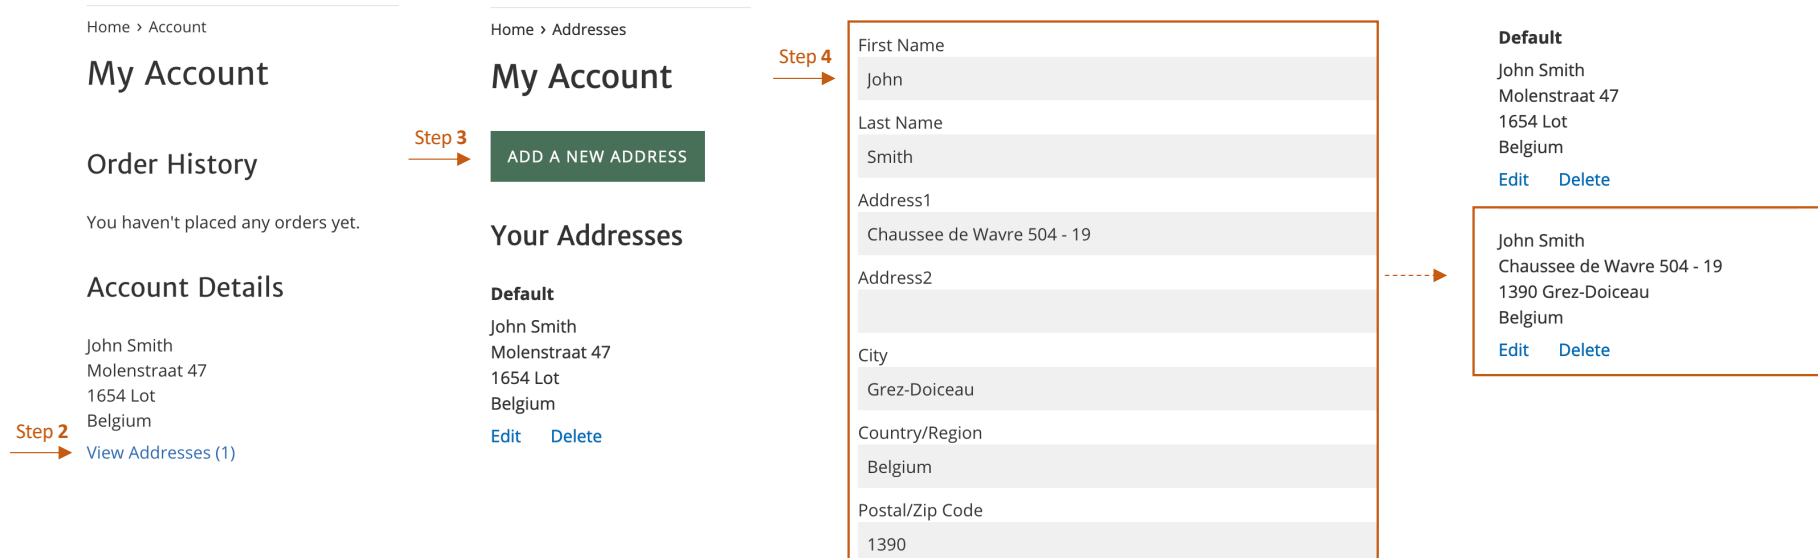 Home › Account
My Account
Order History
You haven't placed any orders yet.
Account Details
John Smith
Molenstraat 47
1654 Lot
Belgium
Step 2
View Addresses (1)
Home › Addresses
My Account
Step 3
ADD A NEW ADDRESS
Your Addresses
Default
John Smith
Molenstraat 47
1654 Lot
Belgium
Edit Delete
Step 4
First Name
John
Last Name
Smith
Address1
Chaussee de Wavre 504 - 19
Address2
City
Grez-Doiceau
Country/Region
Belgium
Postal/Zip Code
1390
Default
John Smith
Molenstraat 47
1654 Lot
Belgium
Edit Delete
John Smith
Chaussee de Wavre 504 - 19
1390 Grez-Doiceau
Belgium
Edit Delete